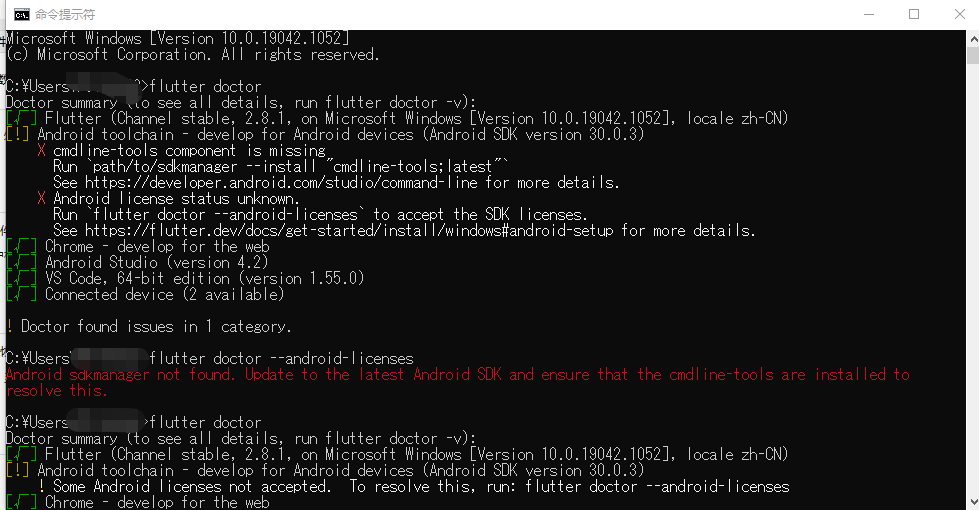 命令提示符
Microsoft Windows [Version 10.0.19042.1052]
(c) Microsoft Corporation. All rights reserved.
C:¥Users¥ >flutter doctor
Doctor summary (to see all details, run flutter doctor -v):
[√] Flutter (Channel stable, 2.8.1, on Microsoft Windows [Version 10.0.19042.1052], locale zh-CN)
[!] Android toolchain - develop for Android devices (Android SDK version 30.0.3)
X cmdline-tools component is missing
Run `path/to/sdkmanager --install "cmdline-tools;latest"`
See https://developer.android.com/studio/command-line for more details.
X Android license status unknown.
Run `flutter doctor --android-licenses` to accept the SDK licenses.
See https://flutter.dev/docs/get-started/install/windows#android-setup for more details.
[√] Chrome - develop for the web
[√] Android Studio (version 4.2)
[√] VS Code, 64-bit edition (version 1.55.0)
[√] Connected device (2 available)
! Doctor found issues in 1 category.
C:¥Users¥ flutter doctor --android-licenses
Android sdkmanager not found. Update to the latest Android SDK and ensure that the cmdline-tools are installed to
resolve this.
C:¥Users¥ >flutter doctor
Doctor summary (to see all details, run flutter doctor -v):
[√] Flutter (Channel stable, 2.8.1, on Microsoft Windows [Version 10.0.19042.1052], locale zh-CN)
[!] Android toolchain - develop for Android devices (Android SDK version 30.0.3)
! Some Android licenses not accepted. To resolve this, run: flutter doctor --android-licenses
[√] Chrome - develop for the web